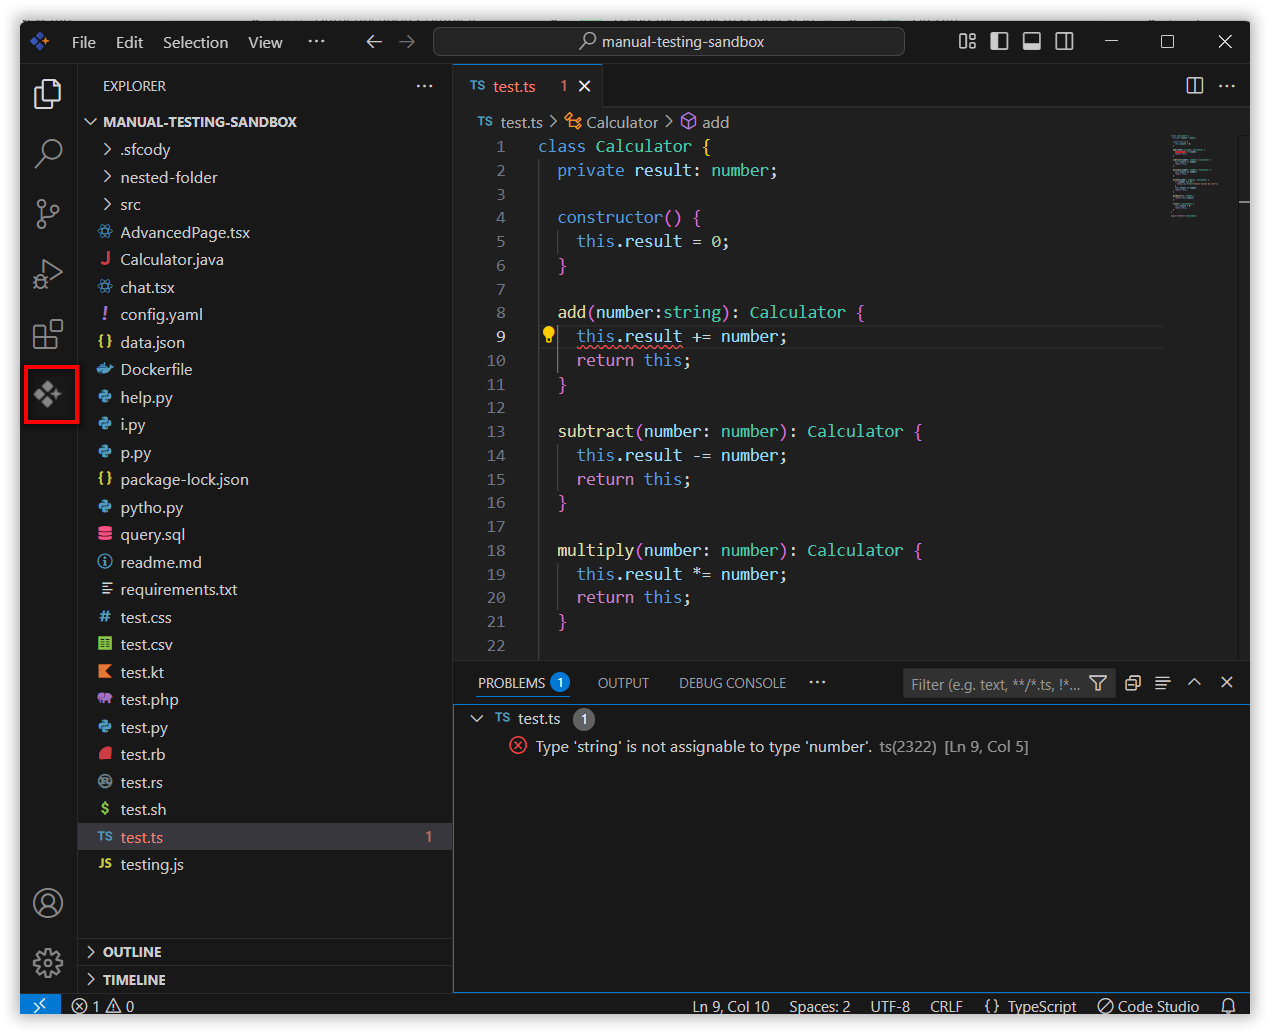 File Edit Selection View ··· manual-testing-sandbox
EXPLORER ···
MANUAL-TESTING-SANDBOX
.sfcody
nested-folder
src
AdvancedPage.tsx
J Calculator.java
chat.tsx
! config.yaml
{} data.json
Dockerfile
help.py
i.py
p.py
{} package-lock.json
pytho.py
query.sql
readme.md
requirements.txt
# test.css
test.csv
test.kt
test.php
test.py
test.rb
test.rs
$ test.sh
TS test.ts 1
JS testing.js
OUTLINE
TIMELINE
TS test.ts 1
TS test.ts > Calculator > add
1 class Calculator {
2 private result: number;
3
4 constructor() {
5 this.result = 0;
6 }
7
8 add(number:string): Calculator {
9 this.result += number;
10 return this;
11 }
12
13 subtract(number: number): Calculator {
14 this.result -= number;
15 return this;
16 }
17
18 multiply(number: number): Calculator {
19 this.result *= number;
20 return this;
21 }
22
PROBLEMS 1 OUTPUT DEBUG CONSOLE ··· Filter (e.g. text, **/*.ts, !*...
TS test.ts 1
Type 'string' is not assignable to type 'number'. ts(2322) [Ln 9, Col 5]
1 0 Ln 9, Col 10 Spaces: 2 UTF-8 CRLF {} TypeScript Code Studio